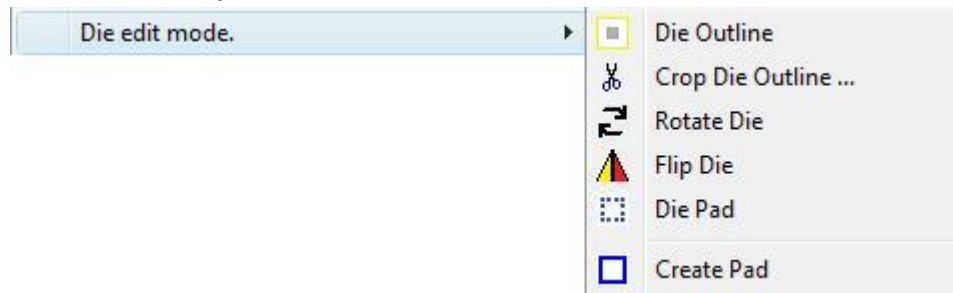 Die edit mode.
Die Outline
Crop Die Outline ...
Rotate Die
Flip Die
Die Pad
Create Pad